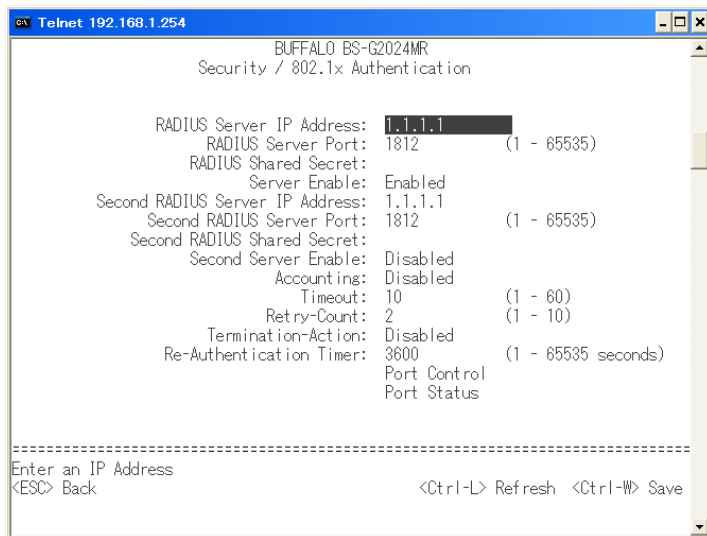 Telnet 192.168.1.254
BUFFALO BS-G2024MR
Security / 802.1x Authentication
RADIUS Server IP Address: 1.1.1.1
RADIUS Server Port: 1812 (1 - 65535)
RADIUS Shared Secret:
Server Enable: Enabled
Second RADIUS Server IP Address: 1.1.1.1
Second RADIUS Server Port: 1812 (1 - 65535)
Second RADIUS Shared Secret:
Second Server Enable: Disabled
Accounting: Disabled
Timeout: 10 (1 - 60)
Retry-Count: 2 (1 - 10)
Termination-Action: Disabled
Re-Authentication Timer: 3600 (1 - 65535 seconds)
Port Control
Port Status
Enter an IP Address
<ESC> Back <Ctrl-L> Refresh <Ctrl-W> Save